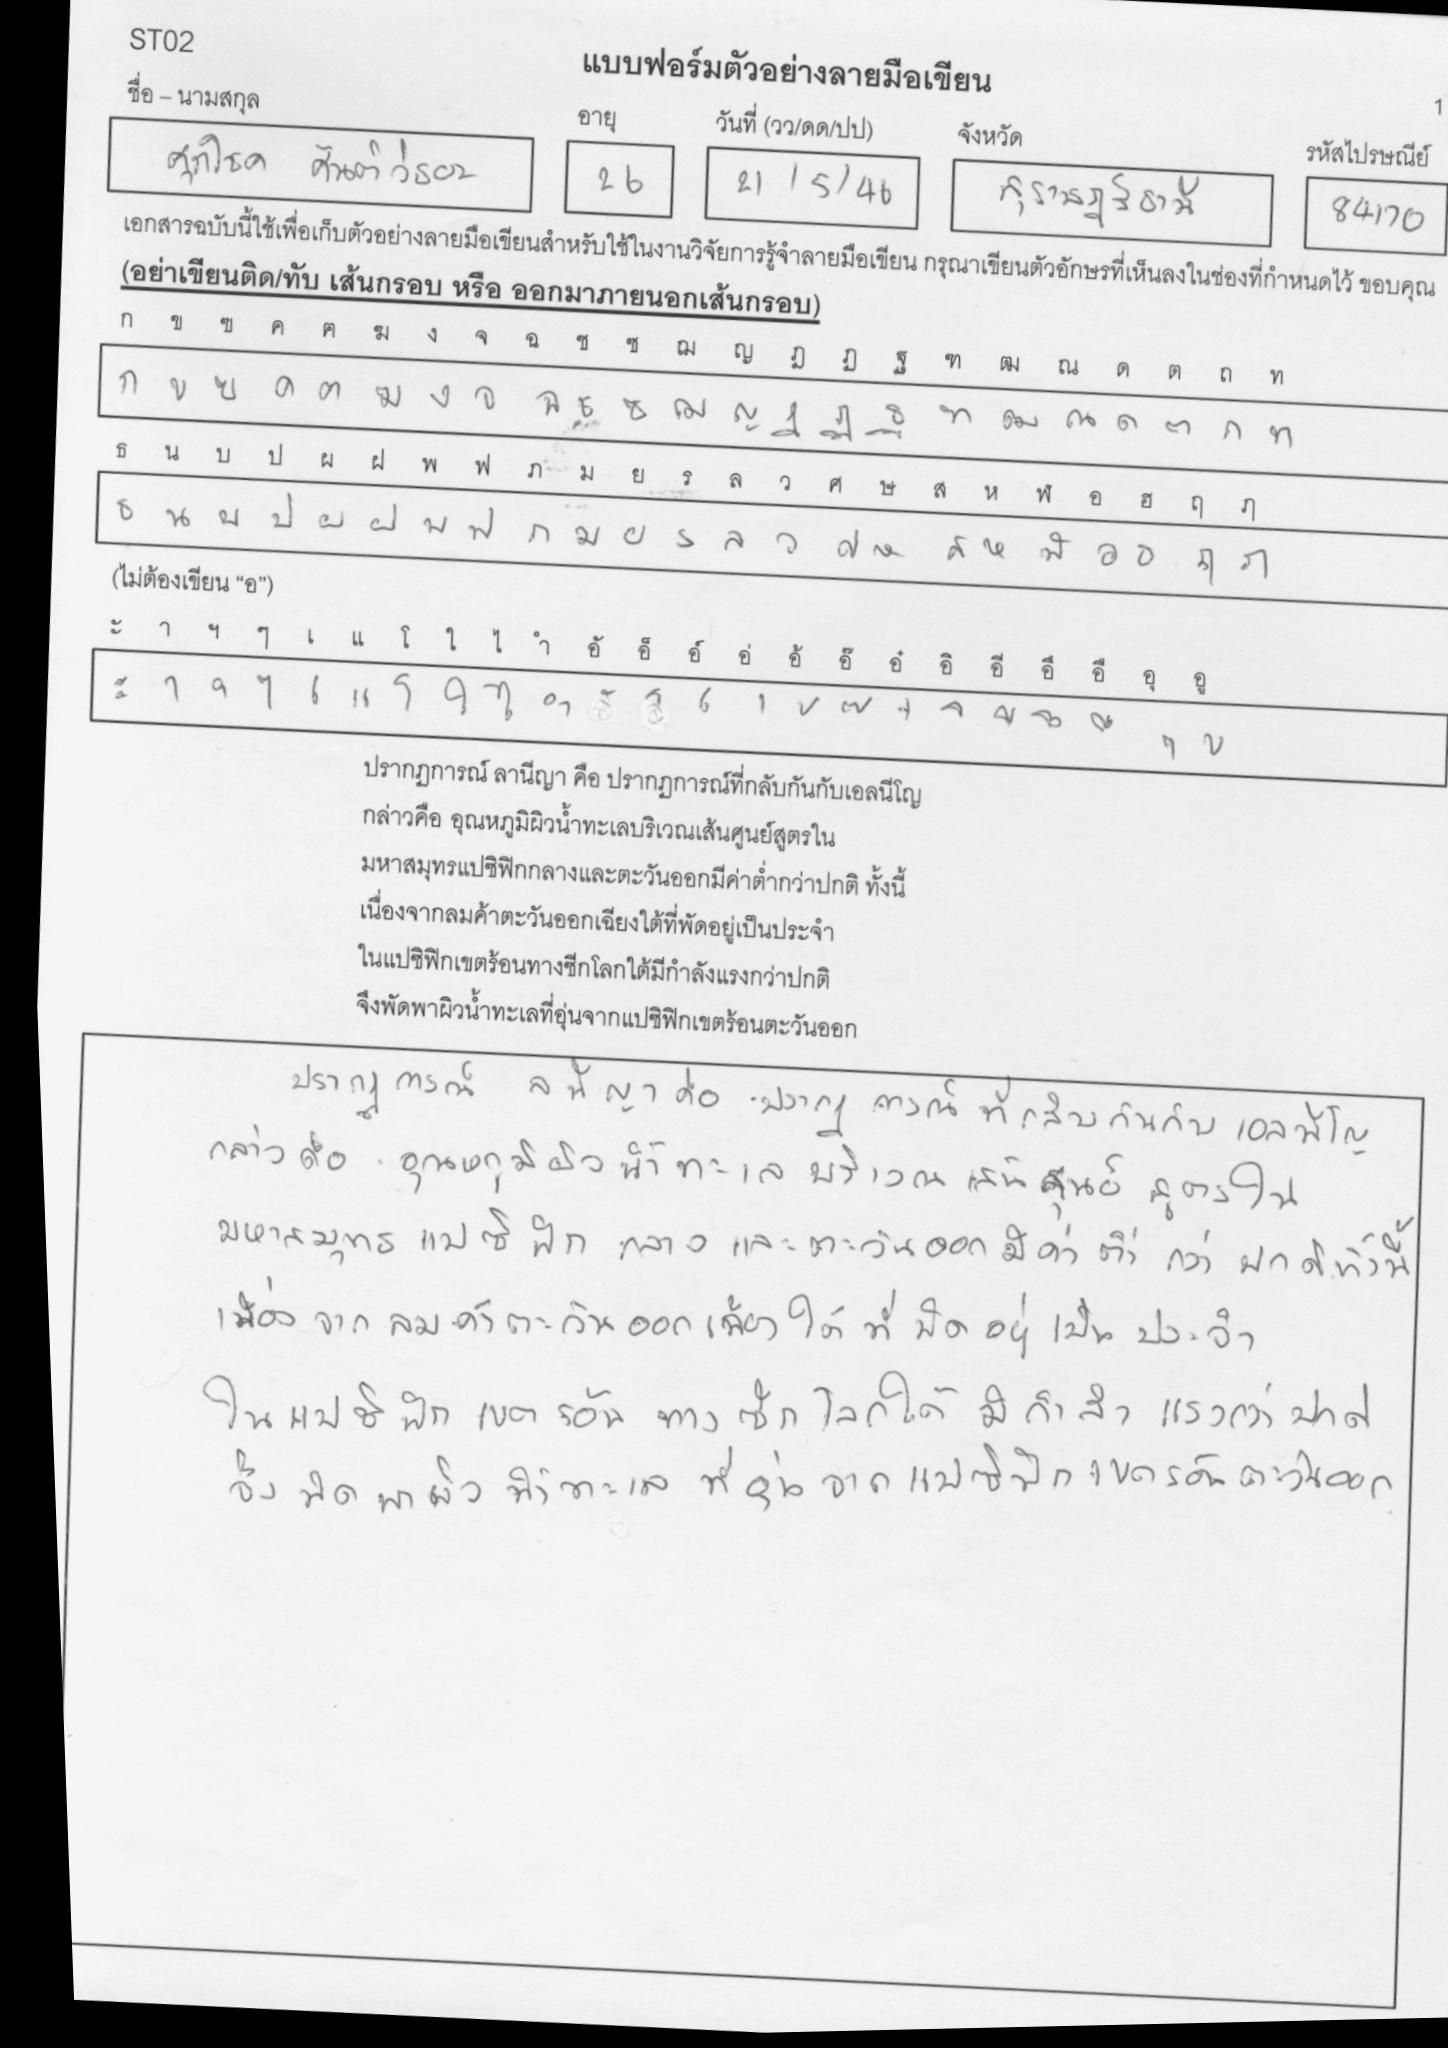 ST02
แบบฟอร์มตัวอย่างลายมือเขียน
1
ชื่อ – นามสกุล อายุ วันที่ (วว/ดด/ปป) จังหวัด รหัสไปรษณีย์
ศุภโชค 26 21/5/46 สุราษฎร์ธานี 84170
เอกสารฉบับนี้ใช้เพื่อเก็บตัวอย่างลายมือเขียนสำหรับใช้ในงานวิจัยการรู้จำลายมือเขียน กรุณาเขียนตัวอักษรที่เห็นลงในช่องที่กำหนดไว้ ขอบคุณ
(อย่าเขียนติด/ทับ เส้นกรอบ หรือ ออกมาภายนอกเส้นกรอบ)
ก ข ฃ ค ฅ ฆ ง จ ฉ ช ซ ฌ ญ ฎ ฏ ฐ ฑ ฒ ณ ด ต ถ ท
ก ข ฃ ค ฅ ฆ ง จ ฉ ช ซ ฌ ญ ฎ ฏ ฐ ฑ ฒ ณ ด ต ถ ท
ธ น บ ป ผ ฝ พ ฟ ภ ม ย ร ล ว ศ ษ ส ห ฬ อ ฮ ฤ ฦ
ธ น บ ป ผ ฝ พ ฟ ภ ม ย ร ล ว ศ ษ ส ห ฬ อ ฮ ฤ ฦ
(ไม่ต้องเขียน “อ”)
ะ า ฯ ๆ เ แ โ ใ ไ ำ อั อ็ อ์ อ่ อ้ อ๊ อ๋ อิ อี อึ อื อุ อู
ะ า ฯ ๆ เ แ โ ใ ไ ำ ั ็ ์ ่ ้ ๊ ๋ ิ ี ึ ื ุ ู
ปรากฏการณ์ ลานีญา คือ ปรากฏการณ์ที่กลับกันกับเอลนีโญ
กล่าวคือ อุณหภูมิผิวน้ำทะเลบริเวณเส้นศูนย์สูตรใน
มหาสมุทรแปซิฟิกกลางและตะวันออกมีค่าต่ำกว่าปกติ ทั้งนี้
เนื่องจากลมค้าตะวันออกเฉียงใต้ที่พัดอยู่เป็นประจำ
ในแปซิฟิกเขตร้อนทางซีกโลกใต้มีกำลังแรงกว่าปกติ
จึงพัดพาผิวน้ำทะเลที่อุ่นจากแปซิฟิกเขตร้อนตะวันออก
ปรากฏการณ์ ลานีญา คือ ปรากฏการณ์ที่กลับกันกับ เอลนีโญ
กล่าวคือ อุณหภูมิผิวน้ำทะเล บริเวณ เส้นศูนย์ สูตรใน
มหาสมุทร แปซิฟิก กลาง และตะวันออก มีค่า ต่ำ กว่า ปกติทั้งนี้
เนื่องจาก ลมค้าตะวันออกเฉียงใต้ ที่ พัดอยู่ เป็น ประจำ
ในแปซิฟิก เขตร้อน ทางซีกโลกใต้ มีกำลัง แรงกว่าปกติ
จึง พัด พาผิว น้ำทะเล ที่อุ่น จาก แปซิฟิก เขตรอ้นตะวันออก